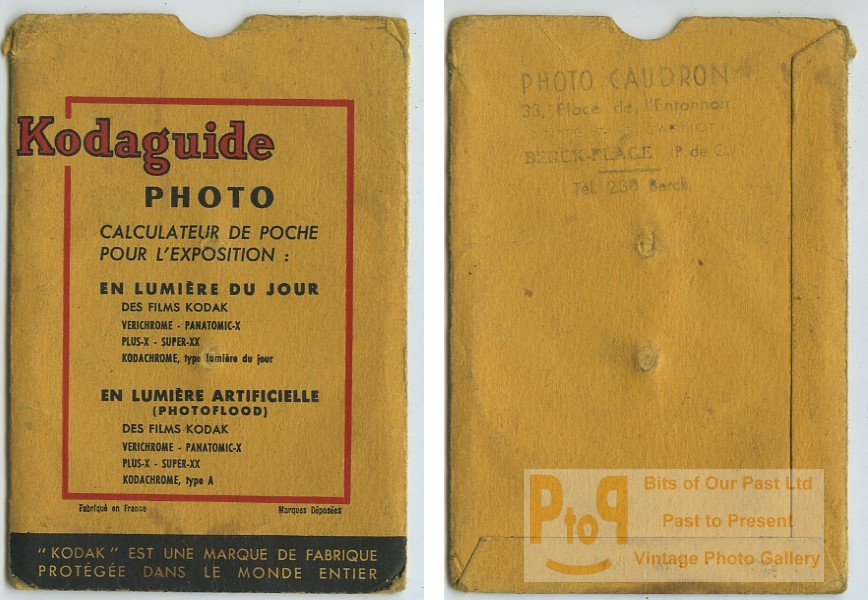 Kodaguide
PHOTO
CALCULATEUR DE POCHE
POUR L'EXPOSITION :
EN LUMIÈRE DU JOUR
DES FILMS KODAK
VERICHROME - PANATOMIC-X
PLUS-X - SUPER-XX
KODACHROME, type lumière du jour
EN LUMIÈRE ARTIFICIELLE
(PHOTOFLOOD)
DES FILMS KODAK
VERICHROME - PANATOMIC-X
PLUS-X - SUPER-XX
KODACHROME, type A
Fabriqué en France Marques Déposées
" KODAK " EST UNE MARQUE DE FABRIQUE
PROTÉGÉE DANS LE MONDE ENTIER
PHOTO CAUDRON
33, Place de l'Entonnoir
BERCK-PLAGE (P. de C.)
Tél. 238 Berck
PtoP
Bits of Our Past Ltd
Past to Present
Vintage Photo Gallery